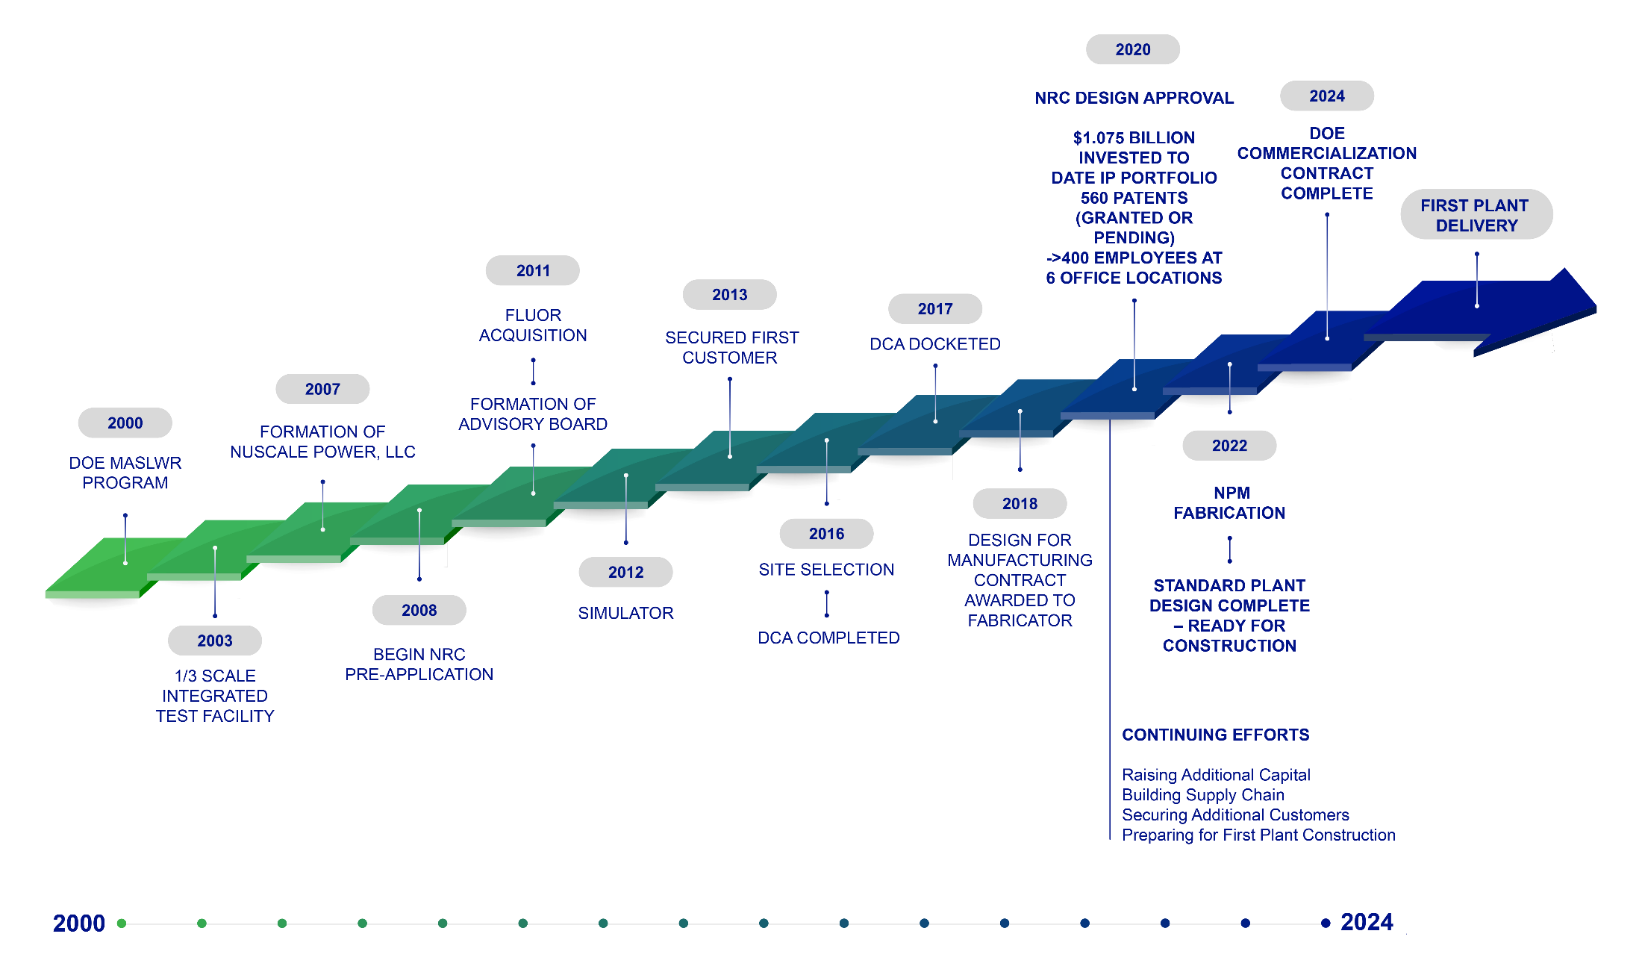 2000
DOE MASLWR
PROGRAM
2003
1/3 SCALE
INTEGRATED
TEST FACILITY
2007
FORMATION OF
NUSCALE POWER, LLC
2008
BEGIN NRC
PRE-APPLICATION
2011
FLUOR
ACQUISITION
FORMATION OF
ADVISORY BOARD
2012
SIMULATOR
2013
SECURED FIRST
CUSTOMER
2016
SITE SELECTION
DCA COMPLETED
2017
DCA DOCKETED
2018
DESIGN FOR
MANUFACTURING
CONTRACT
AWARDED TO
FABRICATOR
2020
NRC DESIGN APPROVAL
$1.075 BILLION
INVESTED TO
DATE IP PORTFOLIO
560 PATENTS
(GRANTED OR
PENDING)
->400 EMPLOYEES AT
6 OFFICE LOCATIONS
2022
NPM
FABRICATION
STANDARD PLANT
DESIGN COMPLETE
– READY FOR
CONSTRUCTION
2024
DOE
COMMERCIALIZATION
CONTRACT
COMPLETE
FIRST PLANT
DELIVERY
CONTINUING EFFORTS
Raising Additional Capital
Building Supply Chain
Securing Additional Customers
Preparing for First Plant Construction
2000
2024